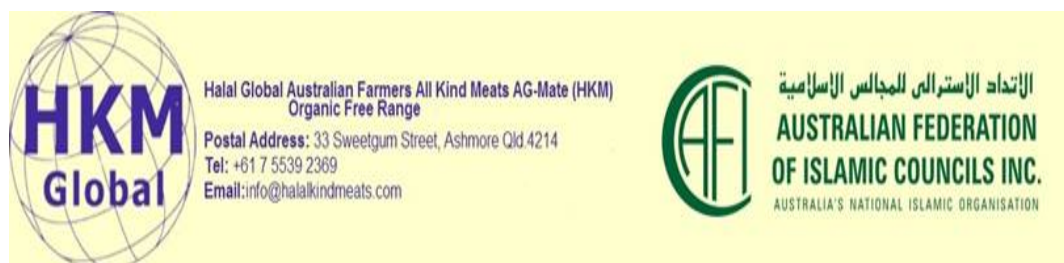 HKM
Global
Halal Global Australian Farmers All Kind Meats AG-Mate (HKM)
Organic Free Range
Postal Address: 33 Sweetgum Street, Ashmore Qld.4214
Tel: +61 7 5539 2369
Email:info@halalkindmeats.com
AFIC
الاتحاد الاسترالى للمجالس الاسلامية
AUSTRALIAN FEDERATION
OF ISLAMIC COUNCILS INC.
AUSTRALIA'S NATIONAL ISLAMIC ORGANISATION